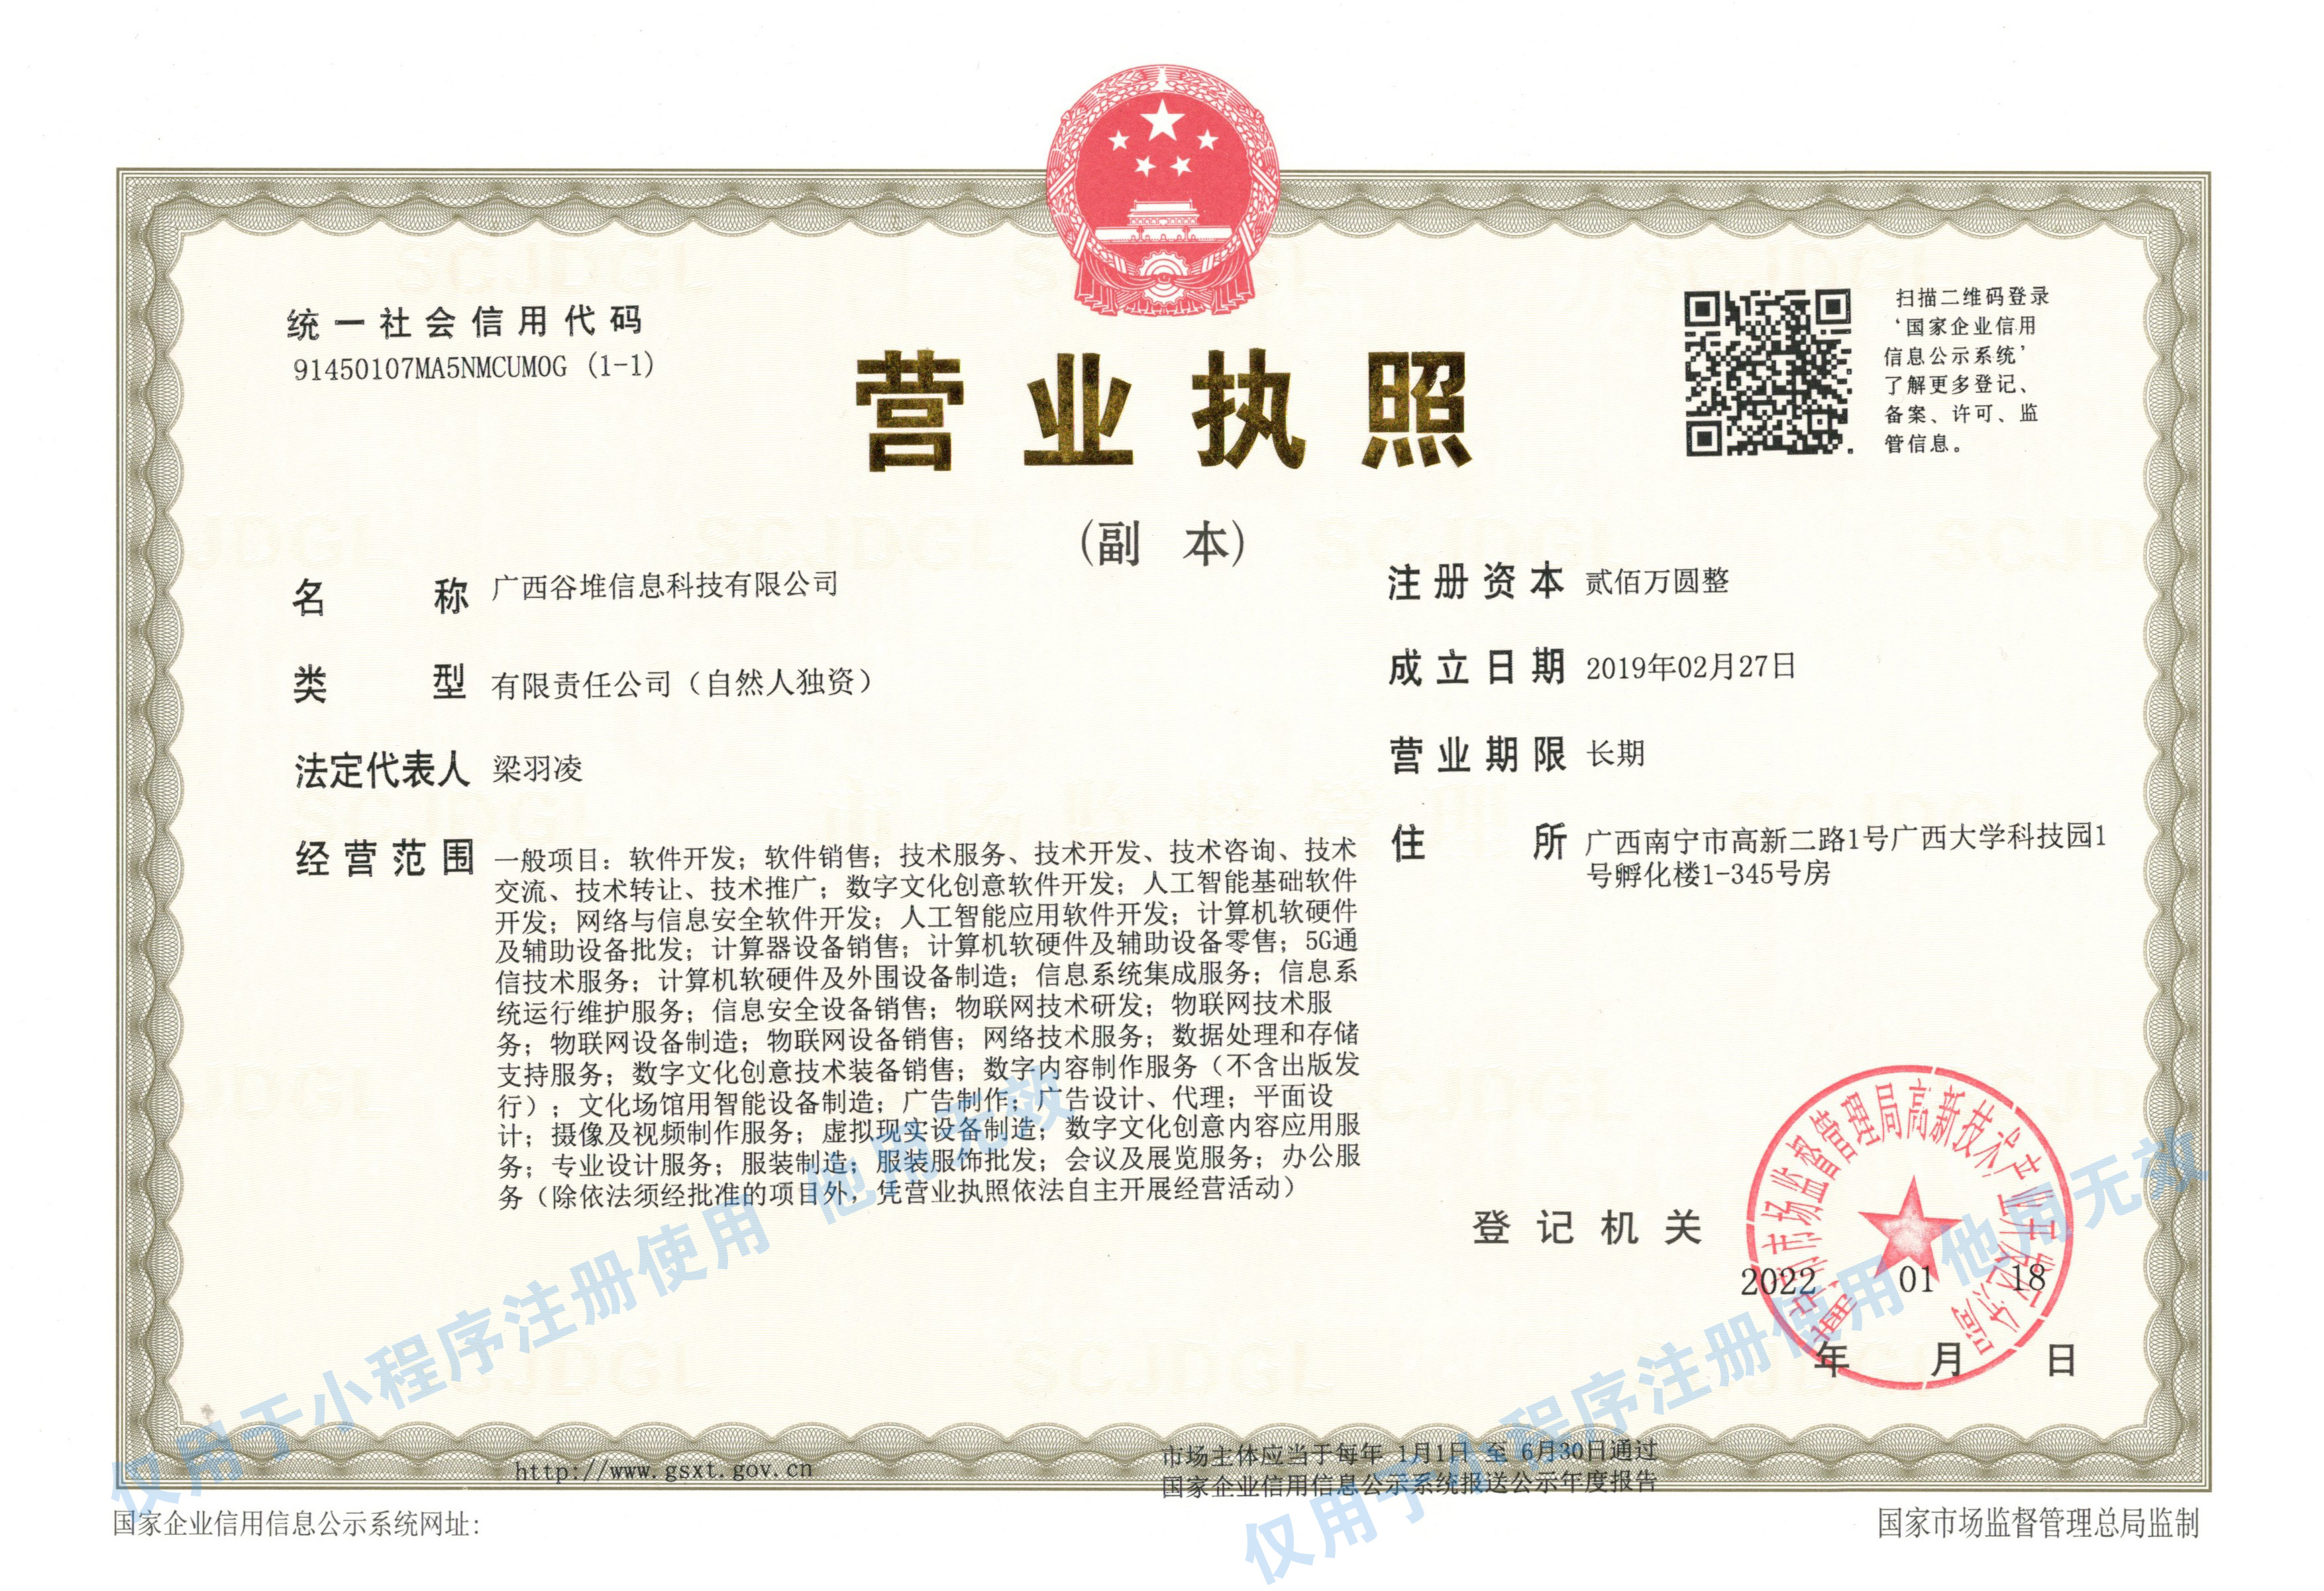 统一社会信用代码
91450107MA5NMCUM0G (1-1)
扫描二维码登录
‘国家企业信用
信息公示系统’
了解更多登记、
备案、许可、监
管信息。
营业执照
(副 本)
名 称 广西谷堆信息科技有限公司
类 型 有限责任公司（自然人独资）
法定代表人 梁羽凌
经营范围 一般项目：软件开发；软件销售；技术服务、技术开发、技术咨询、技术
交流、技术转让、技术推广；数字文化创意软件开发；人工智能基础软件
开发；网络与信息安全软件开发；人工智能应用软件开发；计算机软硬件
及辅助设备批发；计算器设备销售；计算机软硬件及辅助设备零售；5G通
信技术服务；计算机软硬件及外围设备制造；信息系统集成服务；信息系
统运行维护服务；信息安全设备销售；物联网技术研发；物联网技术服
务；物联网设备制造；物联网设备销售；网络技术服务；数据处理和存储
支持服务；数字文化创意技术装备销售；数字内容制作服务（不含出版发
行）；文化场馆用智能设备制造；广告制作；广告设计、代理；平面设
计；摄像及视频制作服务；虚拟现实设备制造；数字文化创意内容应用服
务；专业设计服务；服装制造；服装服饰批发；会议及展览服务；办公服
务（除依法须经批准的项目外，凭营业执照依法自主开展经营活动）
注册资本 贰佰万圆整
成立日期 2019年02月27日
营业期限 长期
住 所 广西南宁市高新二路1号广西大学科技园1
号孵化楼1-345号房
登记机关
2022 01 18
年 月 日
仅用于小程序注册使用 他用无效
仅用于小程序注册使用 他用无效
http://www.gsxt.gov.cn
市场主体应当于每年 1月1日 至 6月30日通过
国家企业信用信息公示系统报送公示年度报告
国家企业信用信息公示系统网址：
国家市场监督管理总局监制